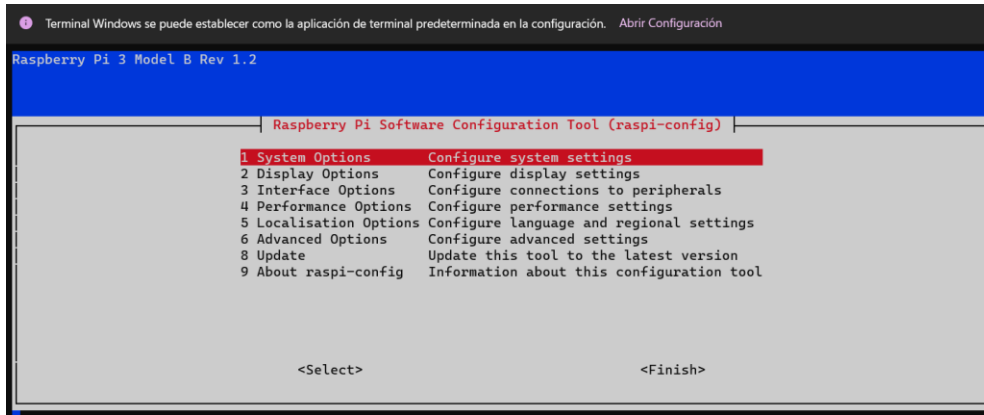 Terminal Windows se puede establecer como la aplicación de terminal predeterminada en la configuración. Abrir Configuración
Raspberry Pi 3 Model B Rev 1.2
Raspberry Pi Software Configuration Tool (raspi-config)
1 System Options Configure system settings
2 Display Options Configure display settings
3 Interface Options Configure connections to peripherals
4 Performance Options Configure performance settings
5 Localisation Options Configure language and regional settings
6 Advanced Options Configure advanced settings
8 Update Update this tool to the latest version
9 About raspi-config Information about this configuration tool
<Select> <Finish>